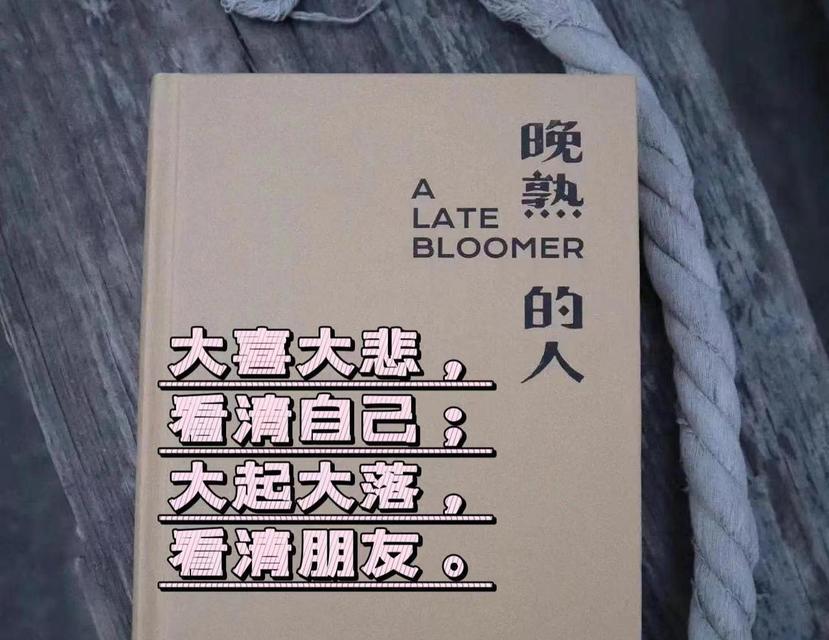 晚熟的人
A
LATE
BLOOMER
大喜大悲，
看清自己；
大起大落，
看清朋友。